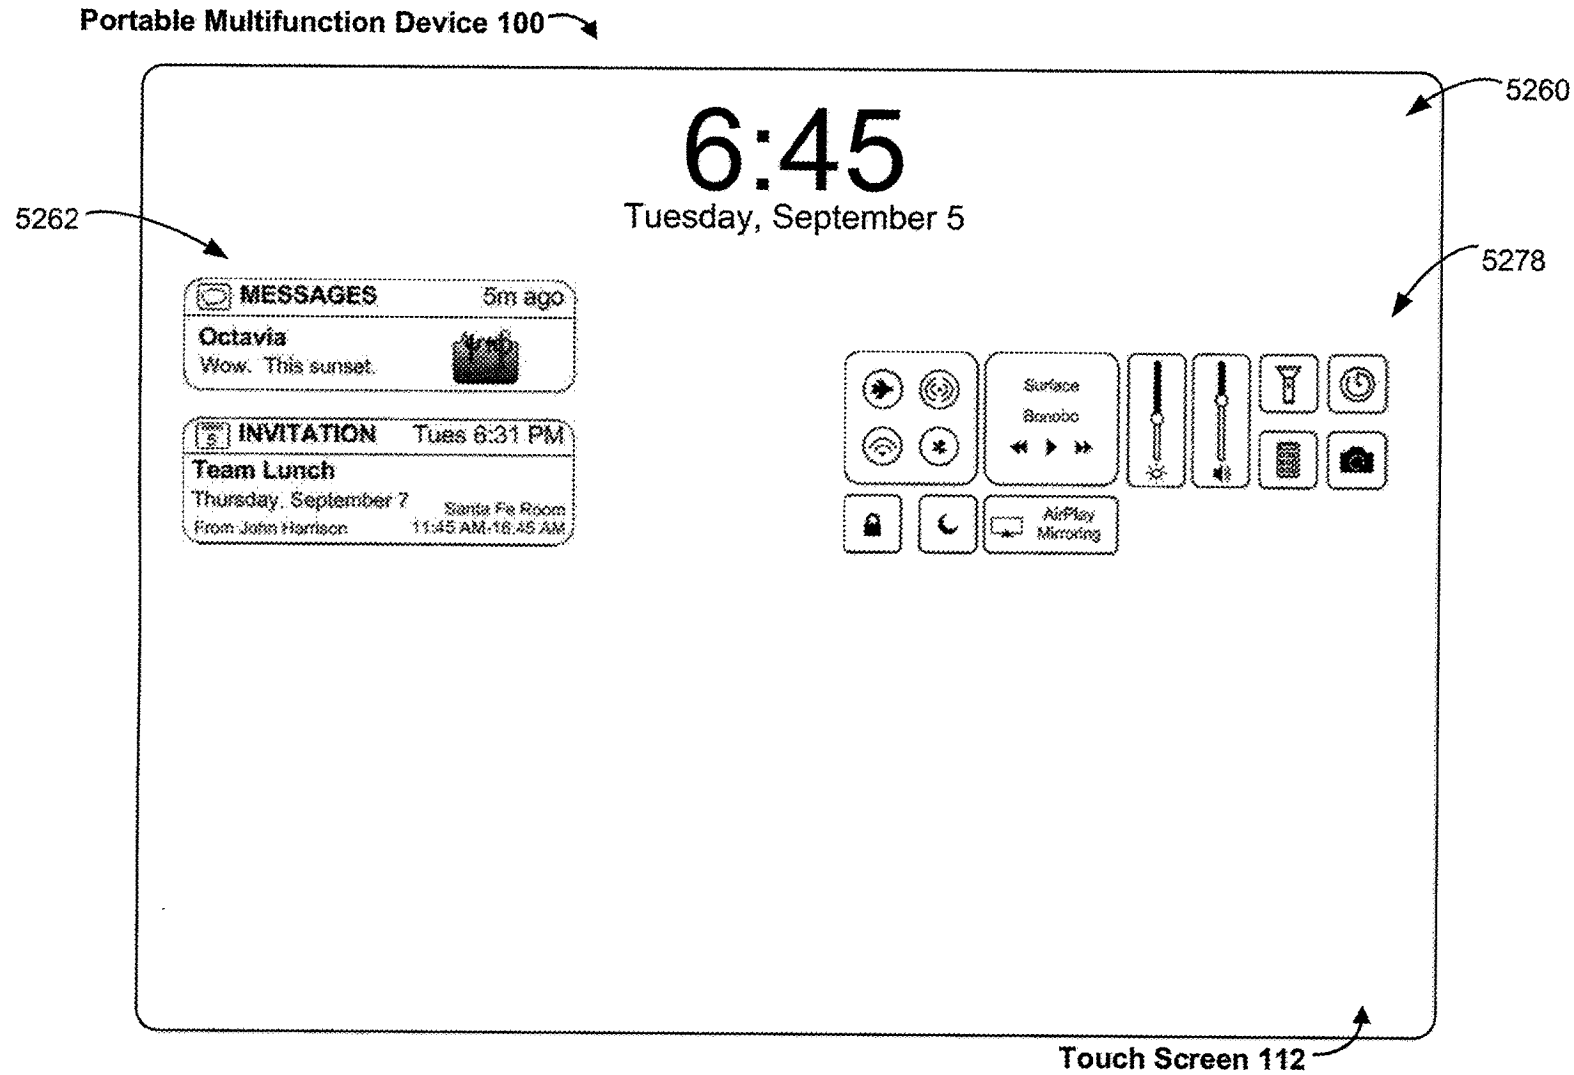 Portable Multifunction Device 100
5260
6:45
Tuesday, September 5
5262
5278
MESSAGES 5m ago
Octavia
Wow. This sunset.
INVITATION Tues 6:31 PM
5
Team Lunch
Thursday, September 7
Santa Fe Room
From John Harrison 11:45 AM-16:45 AM
Surface
Bonobo
AirPlay
Mirroring
Touch Screen 112